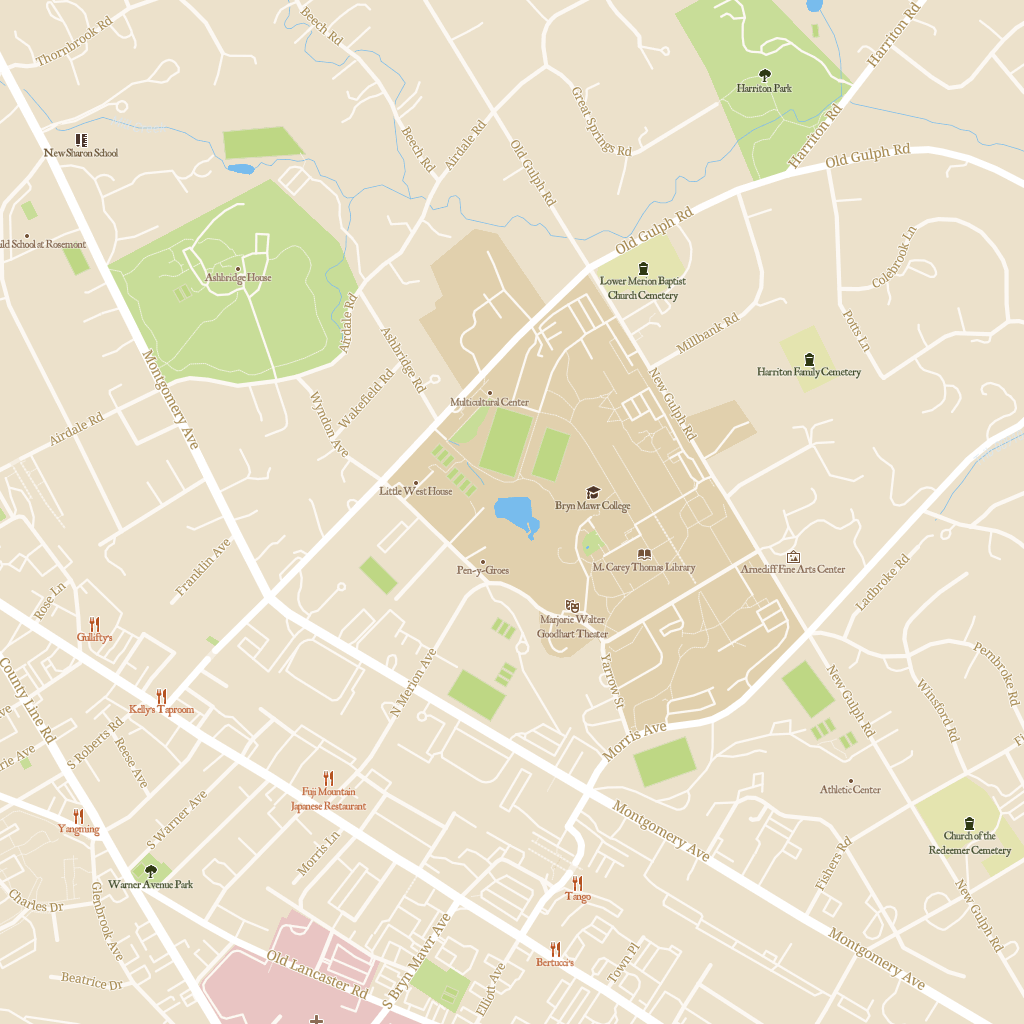 Thornbrook Rd
Beech Rd
Harriton Rd
Harriton Park
Great Springs Rd
Harriton Rd
Beech Rd
Airdale Rd
Old Gulph Rd
Old Gulph Rd
New Sharon School
Old Gulph Rd
ild School at Rosemont
Ashbridge House
Lower Merion Baptist
Church Cemetery
Colebrook Ln
Airdale Rd
Millbank Rd
Potts Ln
Ashbridge Rd
Harriton Family Cemetery
Montgomery Ave
Wakefield Rd
Multicultural Center
New Gulph Rd
Airdale Rd
Wyndon Ave
Little West House
Bryn Mawr College
Franklin Ave
Pen-y-Groes
M. Carey Thomas Library
Arnediff Fine Arts Center
Ladbroke Rd
Rose Ln
Marjorie Walter
Goodhart Theater
Gullifty's
Yarrow St
N Merion Ave
Pembroke Rd
County Line Rd
Kelly's Taproom
New Gulph Rd
Winsford Rd
S Roberts Rd
Reese Ave
Morris Ave
rie Ave
ve
Fi
Fuji Mountain
Japanese Restaurant
Athletic Center
Yangming
S Warner Ave
Montgomery Ave
Church of the
Redeemer Cemetery
Morris Ln
Fishers Rd
Warner Avenue Park
Charles Dr
Glenbrook Ave
Tango
New Gulph Rd
S Bryn Mawr Ave
Bertucci's
Town Pl
Montgomery Ave
Old Lancaster Rd
Beatrice Dr
Elliott Ave